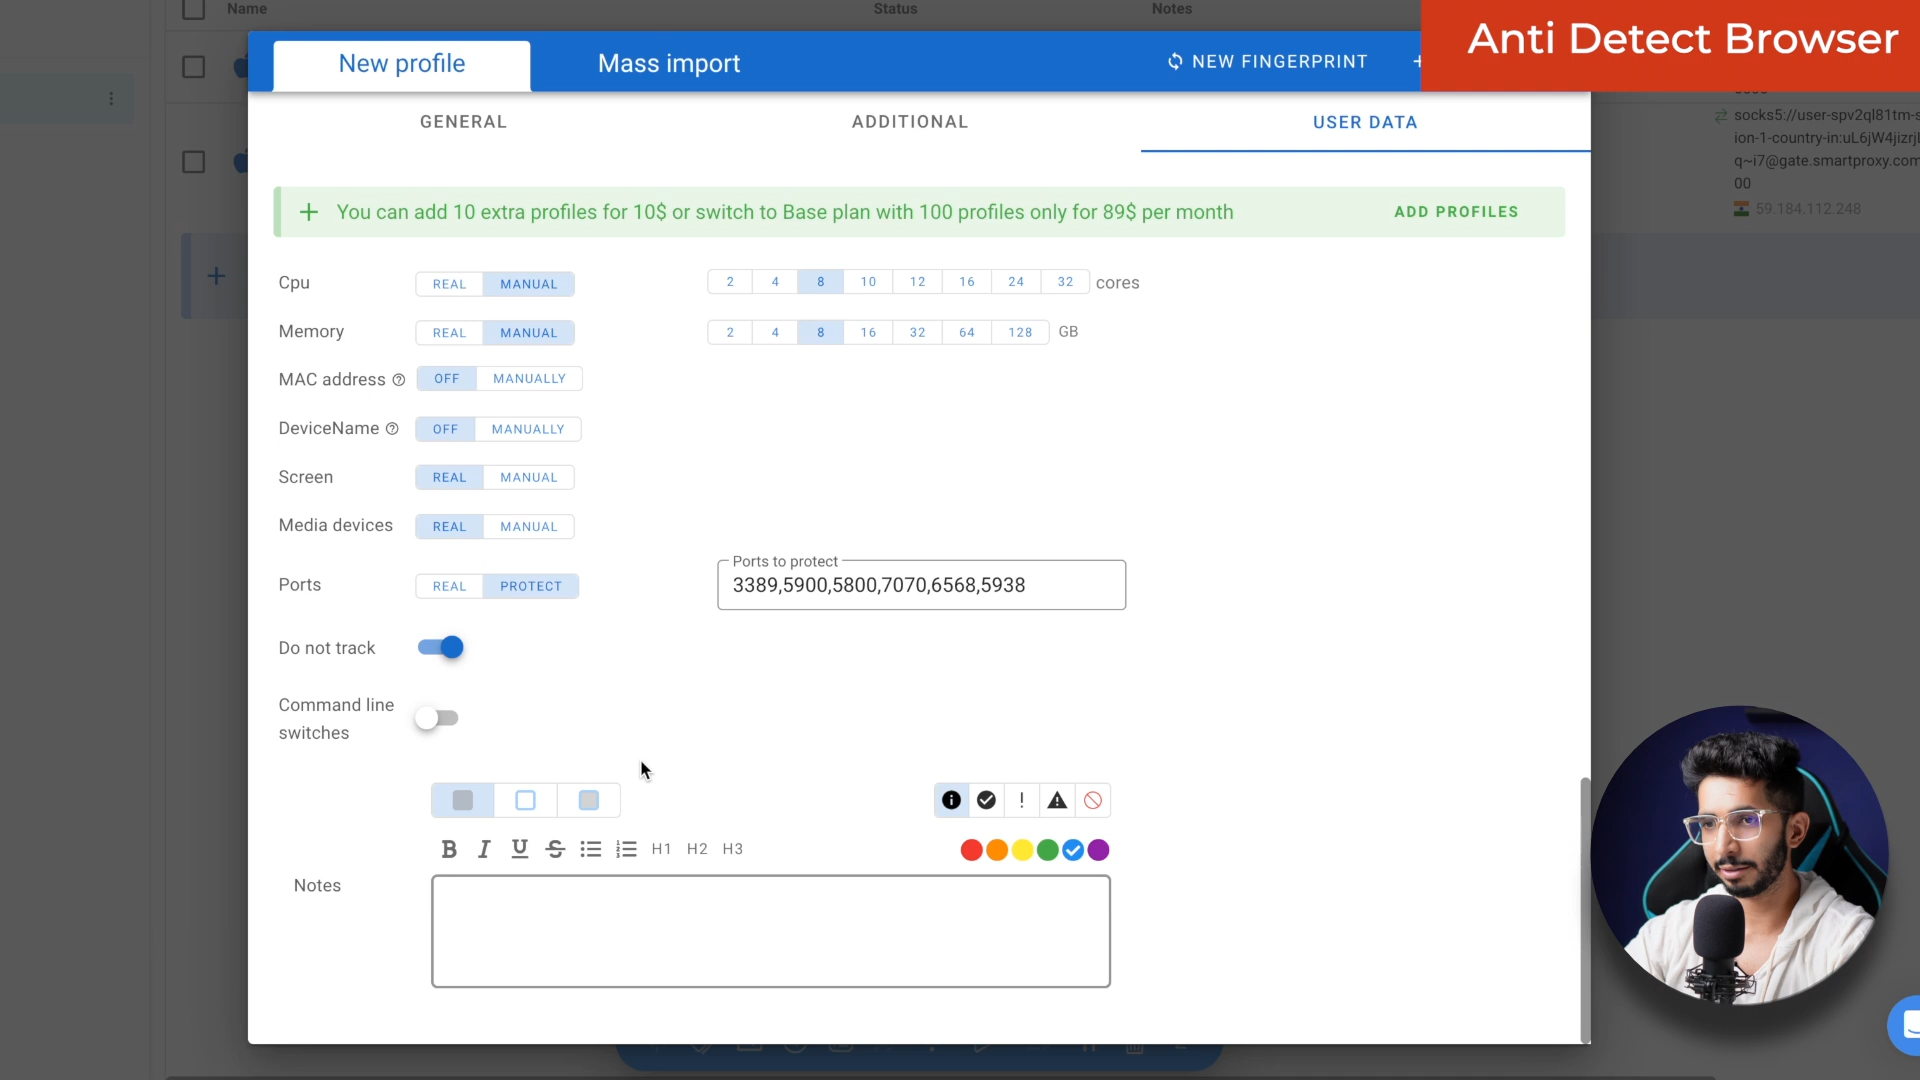 Name
Status
Notes
Anti Detect Browser
New profile
Mass import
NEW FINGERPRINT
+
GENERAL
ADDITIONAL
USER DATA
socks5://user-spv2ql81tm-s
ion-1-country-in:uL6jW4jizrj
q~i7@gate.smartproxy.com
00
59.184.112.248
+ You can add 10 extra profiles for 10$ or switch to Base plan with 100 profiles only for 89$ per month
ADD PROFILES
+
Cpu REAL MANUAL 2 4 8 10 12 16 24 32 cores
Memory REAL MANUAL 2 4 8 16 32 64 128 GB
MAC address OFF MANUALLY
DeviceName OFF MANUALLY
Screen REAL MANUAL
Media devices REAL MANUAL
Ports to protect
Ports REAL PROTECT 3389,5900,5800,7070,6568,5938
Do not track
Command line
switches
B I U S H1 H2 H3
Notes